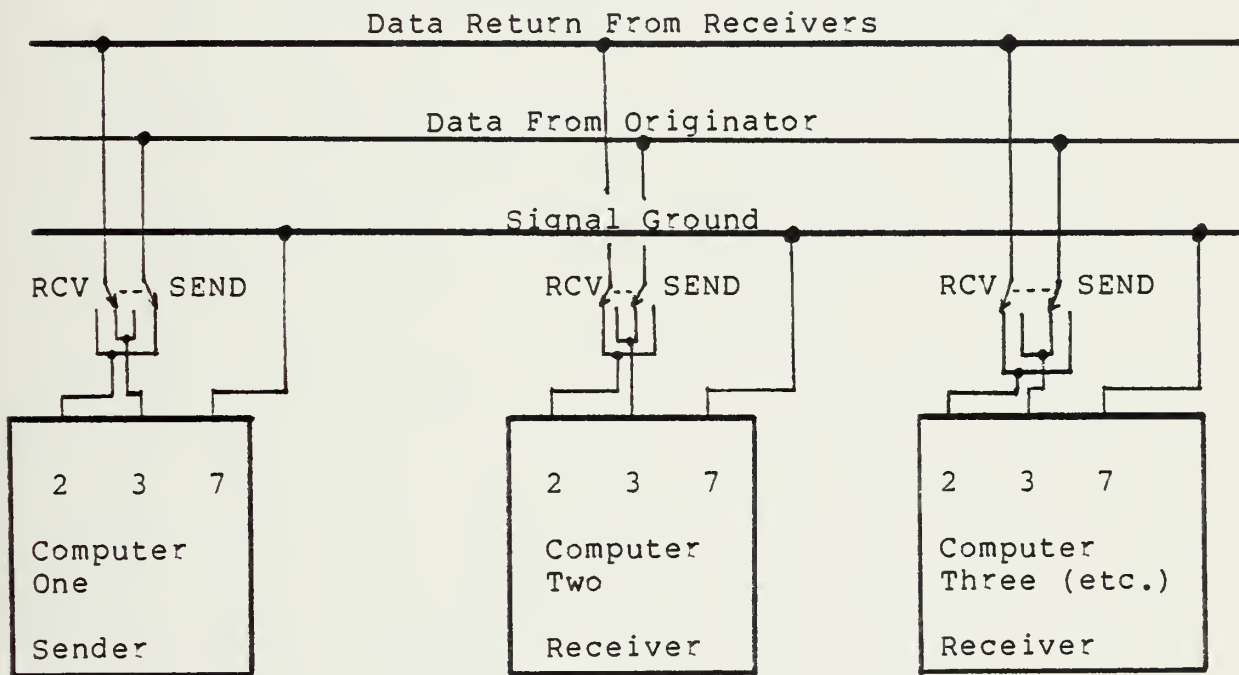 Data Return From Receivers
Data From Originator
Signal Ground
RCV -- SEND
RCV -- SEND
RCV --- SEND
2 3 7
Computer
One
Sender
2 3 7
Computer
Two
Receiver
2 3 7
Computer
Three (etc.)
Receiver